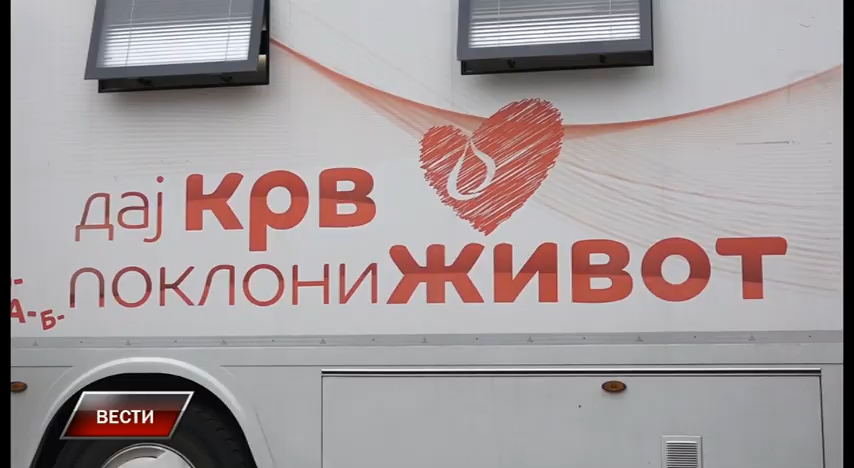 дај крв
поклони живот
А-
Б-
ВЕСТИ